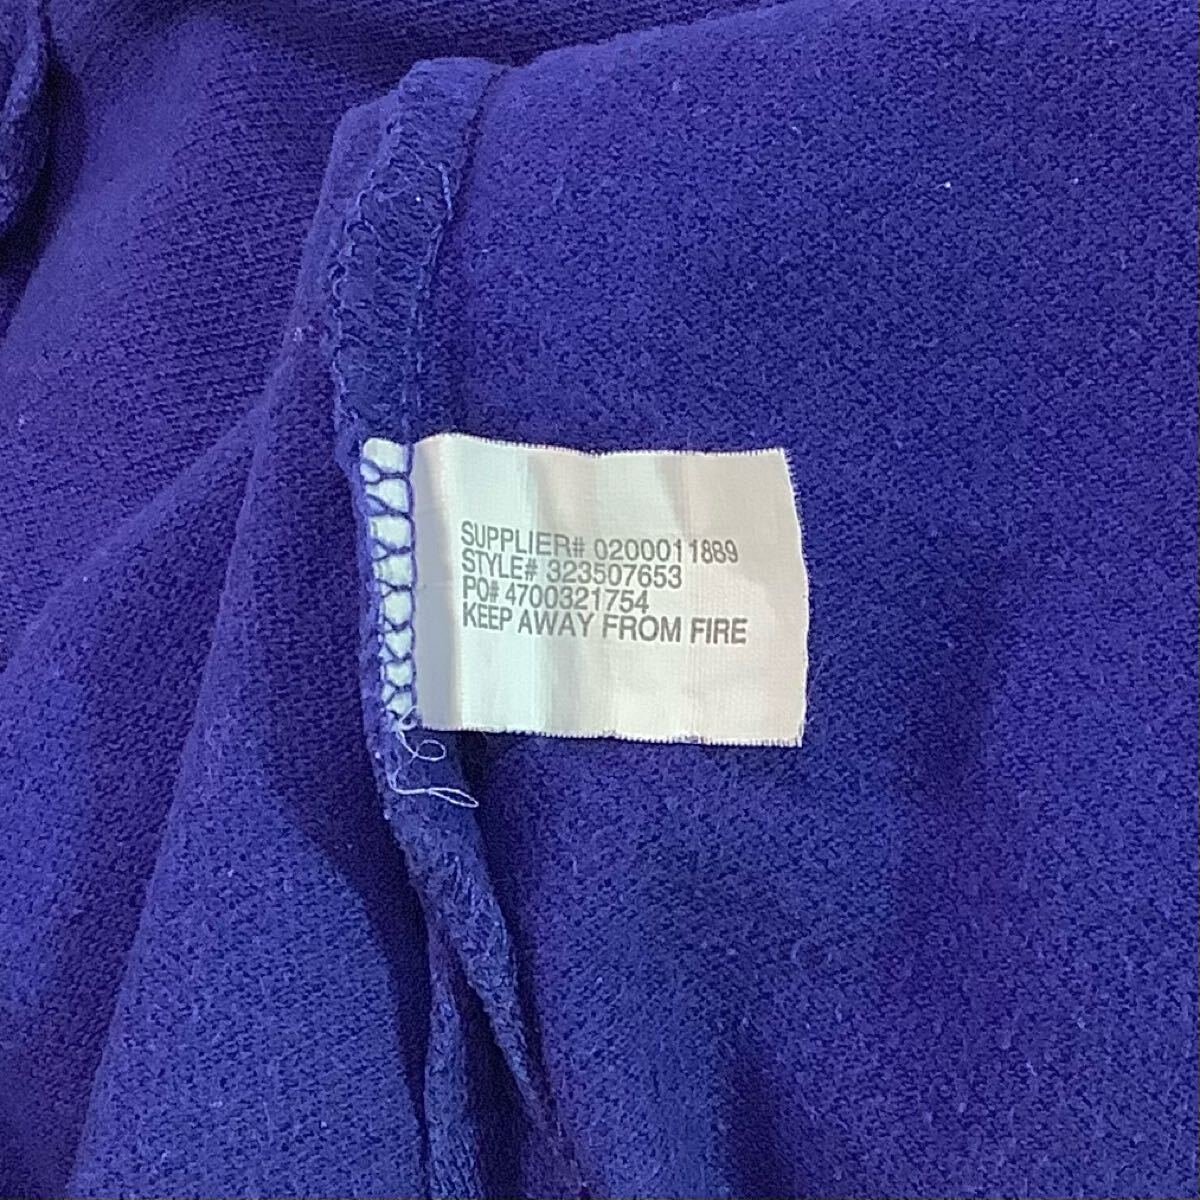 SUPPLIER# 0200011889
STYLE# 323507653
PO# 4700321754
KEEP AWAY FROM FIRE